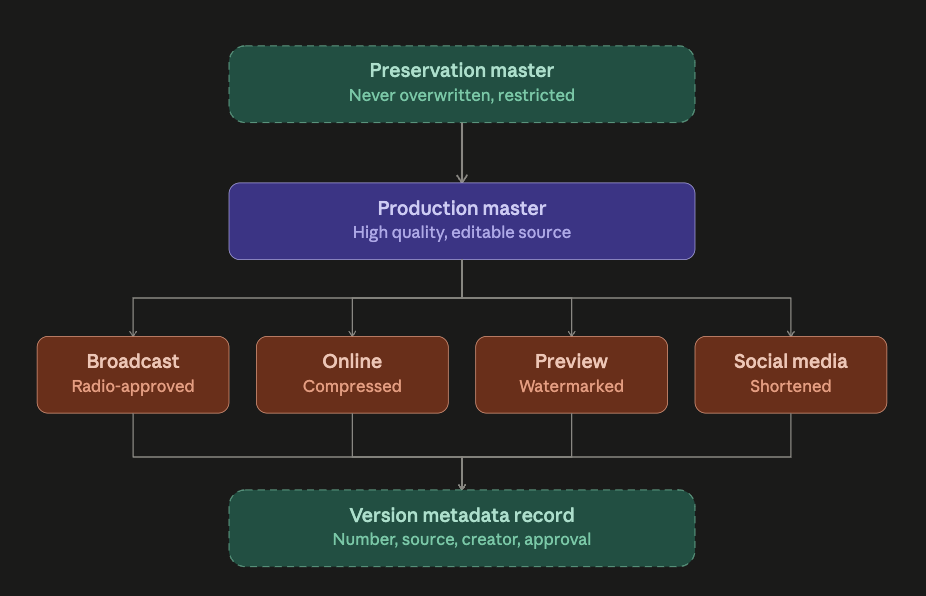 Preservation master
Never overwritten, restricted
Production master
High quality, editable source
Broadcast
Radio-approved
Online
Compressed
Preview
Watermarked
Social media
Shortened
Version metadata record
Number, source, creator, approval